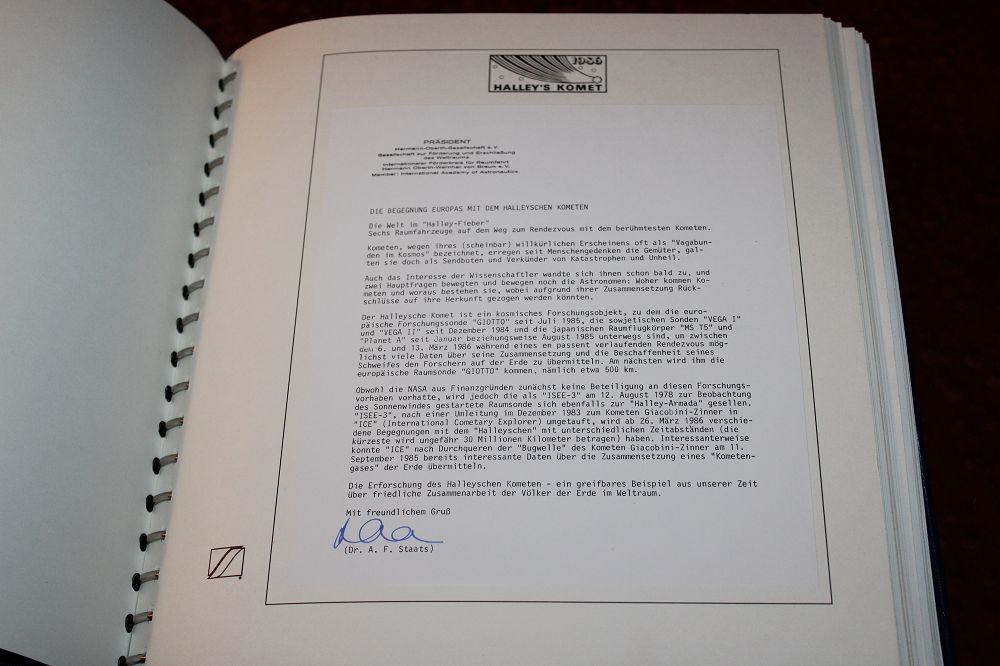 1986
HALLEY'S KOMET
PRÄSIDENT
Hermann-Oberth-Gesellschaft e.V.
Gesellschaft zur Förderung und Erschließung
des Weltraums
Internationaler Förderkreis für Raumfahrt
Hermann Oberth-Wernher von Braun e.V.
Member: International Academy of Astronautics
DIE BEGEGNUNG EUROPAS MIT DEM HALLEYSCHEN KOMETEN
Die Welt im "Halley-Fieber"
Sechs Raumfahrzeuge auf dem Weg zum Rendezvous mit dem berühmtesten Kometen.
Kometen, wegen ihres (scheinbar) willkürlichen Erscheinens oft als "Vagabun-
den im Kosmos" bezeichnet, erregen seit Menschengedenken die Gemüter, gal-
ten sie doch als Sendboten und Verkünder von Katastrophen und Unheil.
Auch das Interesse der Wissenschaftler wandte sich ihnen schon bald zu, und
zwei Hauptfragen bewegten und bewegen noch die Astronomen: Woher kommen Ko-
meten und woraus bestehen sie, wobei aufgrund ihrer Zusammensetzung Rück-
schlüsse auf ihre Herkunft gezogen werden könnten.
Der Halleysche Komet ist ein kosmisches Forschungsobjekt, zu dem die euro-
päische Forschungssonde "GIOTTO" seit Juli 1985, die sowjetischen Sonden "VEGA I"
und "VEGA II" seit Dezember 1984 und die japanischen Raumflugkörper "MS T5" und
"Planet A" seit Januar beziehungsweise August 1985 unterwegs sind, um zwischen
dem 6. und 13. März 1986 während eines en passent verlaufenden Rendezvous mög-
lichst viele Daten über seine Zusammensetzung und die Beschaffenheit seines
Schweifes den Forschern auf der Erde zu übermitteln. Am nächsten wird ihm die
europäische Raumsonde "GIOTTO" kommen, nämlich etwa 500 km.
Obwohl die NASA aus Finanzgründen zunächst keine Beteiligung an diesen Forschungs-
vorhaben vorhatte, wird jedoch die als "ISEE-3" am 12. August 1978 zur Beobachtung
des Sonnenwindes gestartete Raumsonde sich ebenfalls zur "Halley-Armada" gesellen.
"ISEE-3", nach einer Umleitung im Dezember 1983 zum Kometen Giacobini-Zinner in
"ICE" (International Cometary Explorer) umgetauft, wird ab 26. März 1986 verschie-
dene Begegnungen mit dem "Halleyschen" mit unterschiedlichen Zeitabständen (die
kürzeste wird ungefähr 30 Millionen Kilometer betragen) haben. Interessanterweise
konnte "ICE" nach Durchqueren der "Bugwelle" des Kometen Giacobini-Zinner am 11.
September 1985 bereits interessante Daten über die Zusammensetzung eines "Kometen-
gases" der Erde übermitteln.
Die Erforschung des Halleyschen Kometen - ein greifbares Beispiel aus unserer Zeit
über friedliche Zusammenarbeit der Völker der Erde im Weltraum.
Mit freundlichem Gruß
(Dr. A. F. Staats)